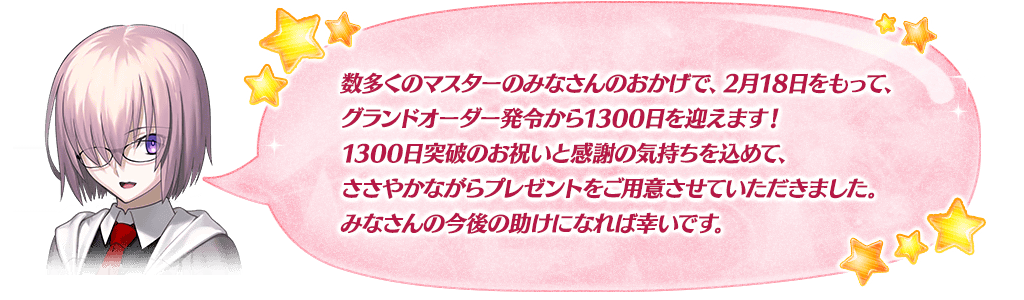 数多くのマスターのみなさんのおかげで、2月18日をもって、
グランドオーダー発令から1300日を迎えます！
1300日突破のお祝いと感謝の気持ちを込めて、
ささやかながらプレゼントをご用意させていただきました。
みなさんの今後の助けになれば幸いです。